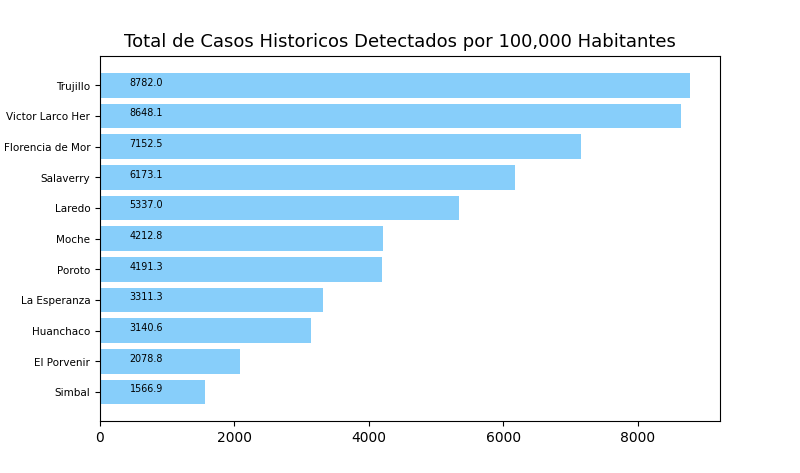 Total de Casos Historicos Detectados por 100,000 Habitantes
Trujillo 8782.0
Victor Larco Her 8648.1
Florencia de Mor 7152.5
Salaverry 6173.1
Laredo 5337.0
Moche 4212.8
Poroto 4191.3
La Esperanza 3311.3
Huanchaco 3140.6
El Porvenir 2078.8
Simbal 1566.9
0 2000 4000 6000 8000